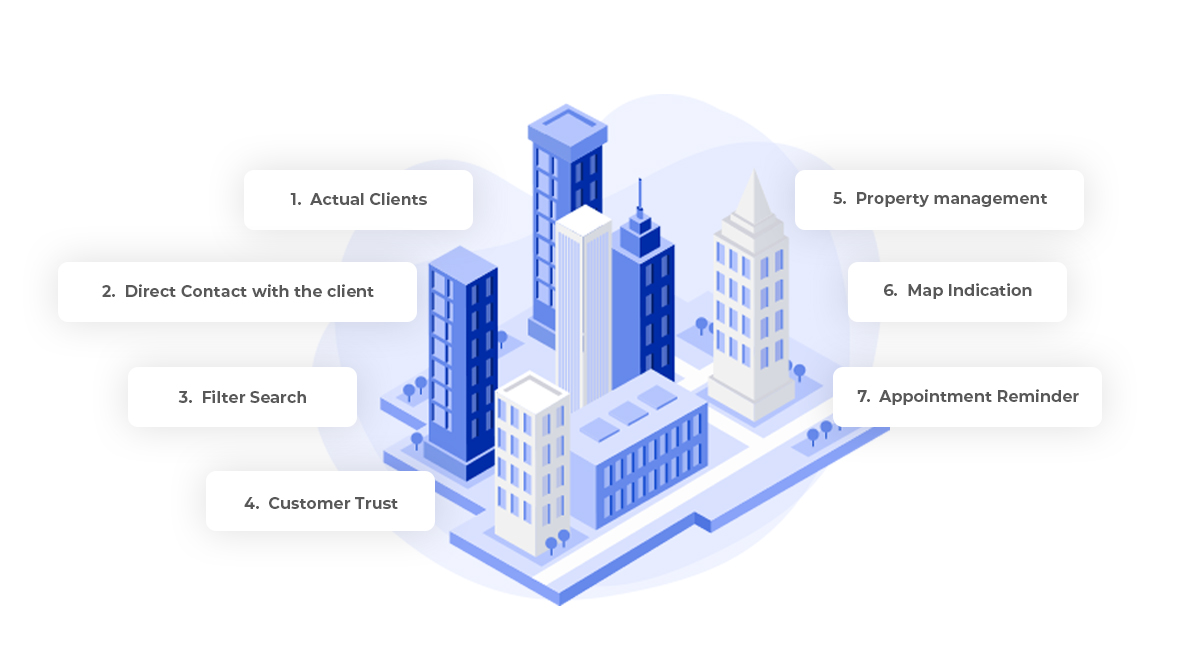 1. Actual Clients
2. Direct Contact with the client
3. Filter Search
4. Customer Trust
5. Property management
6. Map Indication
7. Appointment Reminder